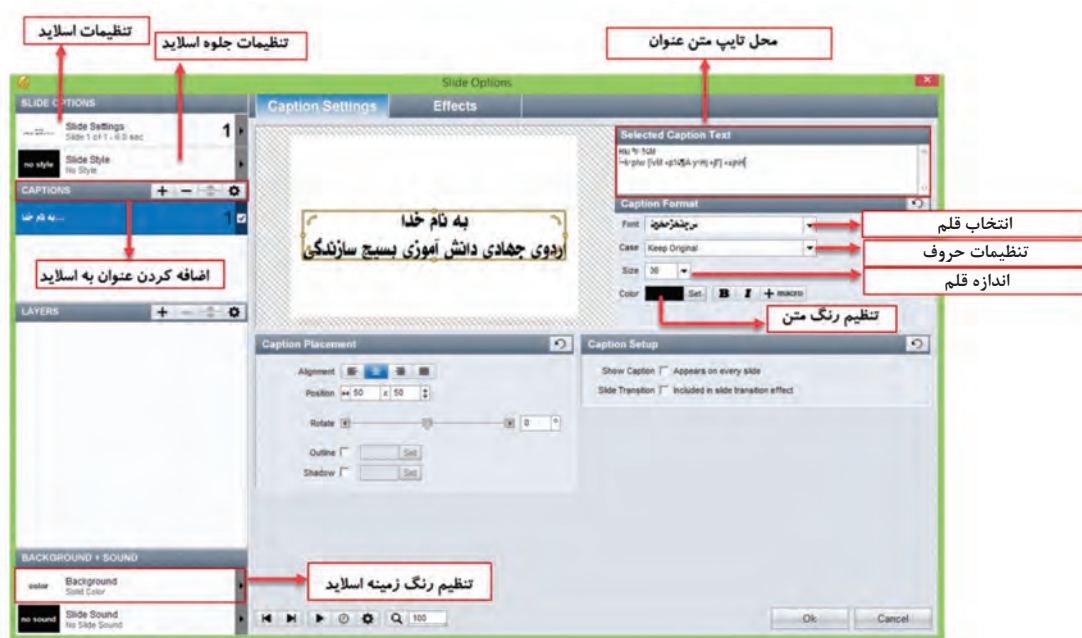 تنظیمات اسلاید
تنظیمات جلوه اسلاید
محل تایپ متن عنوان
Slide Options
SLIDE OPTIONS
Caption Settings
Effects
Slide Settings
Slide 1 of 1 - 6.0 sec
1
no style
Slide Style
No Style
CAPTIONS
به نام خدا...
1
اضافه کردن عنوان به اسلاید
LAYERS
به نام خدا
اردوی جهادی دانش آموزی بسیج سازندگی
Selected Caption Text
Caption Format
Font
انتخاب قلم
Case Keep Original
تنظیمات حروف
Size 36
اندازه قلم
Color Set B I + macro
تنظیم رنگ متن
Caption Placement
Alignment
Position 50 x 50
Rotate 0
Outline Set
Shadow Set
Caption Setup
Show Caption Appears on every slide
Slide Transition Included in slide transition effect
BACKGROUND + SOUND
color
Background
Solid Color
تنظیم رنگ زمینه اسلاید
no sound
Slide Sound
No Slide Sound
100
Ok
Cancel